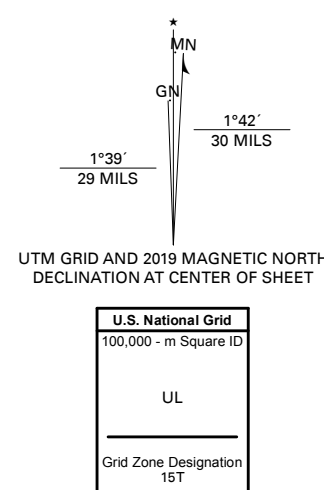 ★
MN
GN
1°42´
30 MILS
1°39´
29 MILS
UTM GRID AND 2019 MAGNETIC NORTH
DECLINATION AT CENTER OF SHEET
U.S. National Grid
100,000 - m Square ID
UL
Grid Zone Designation
15T